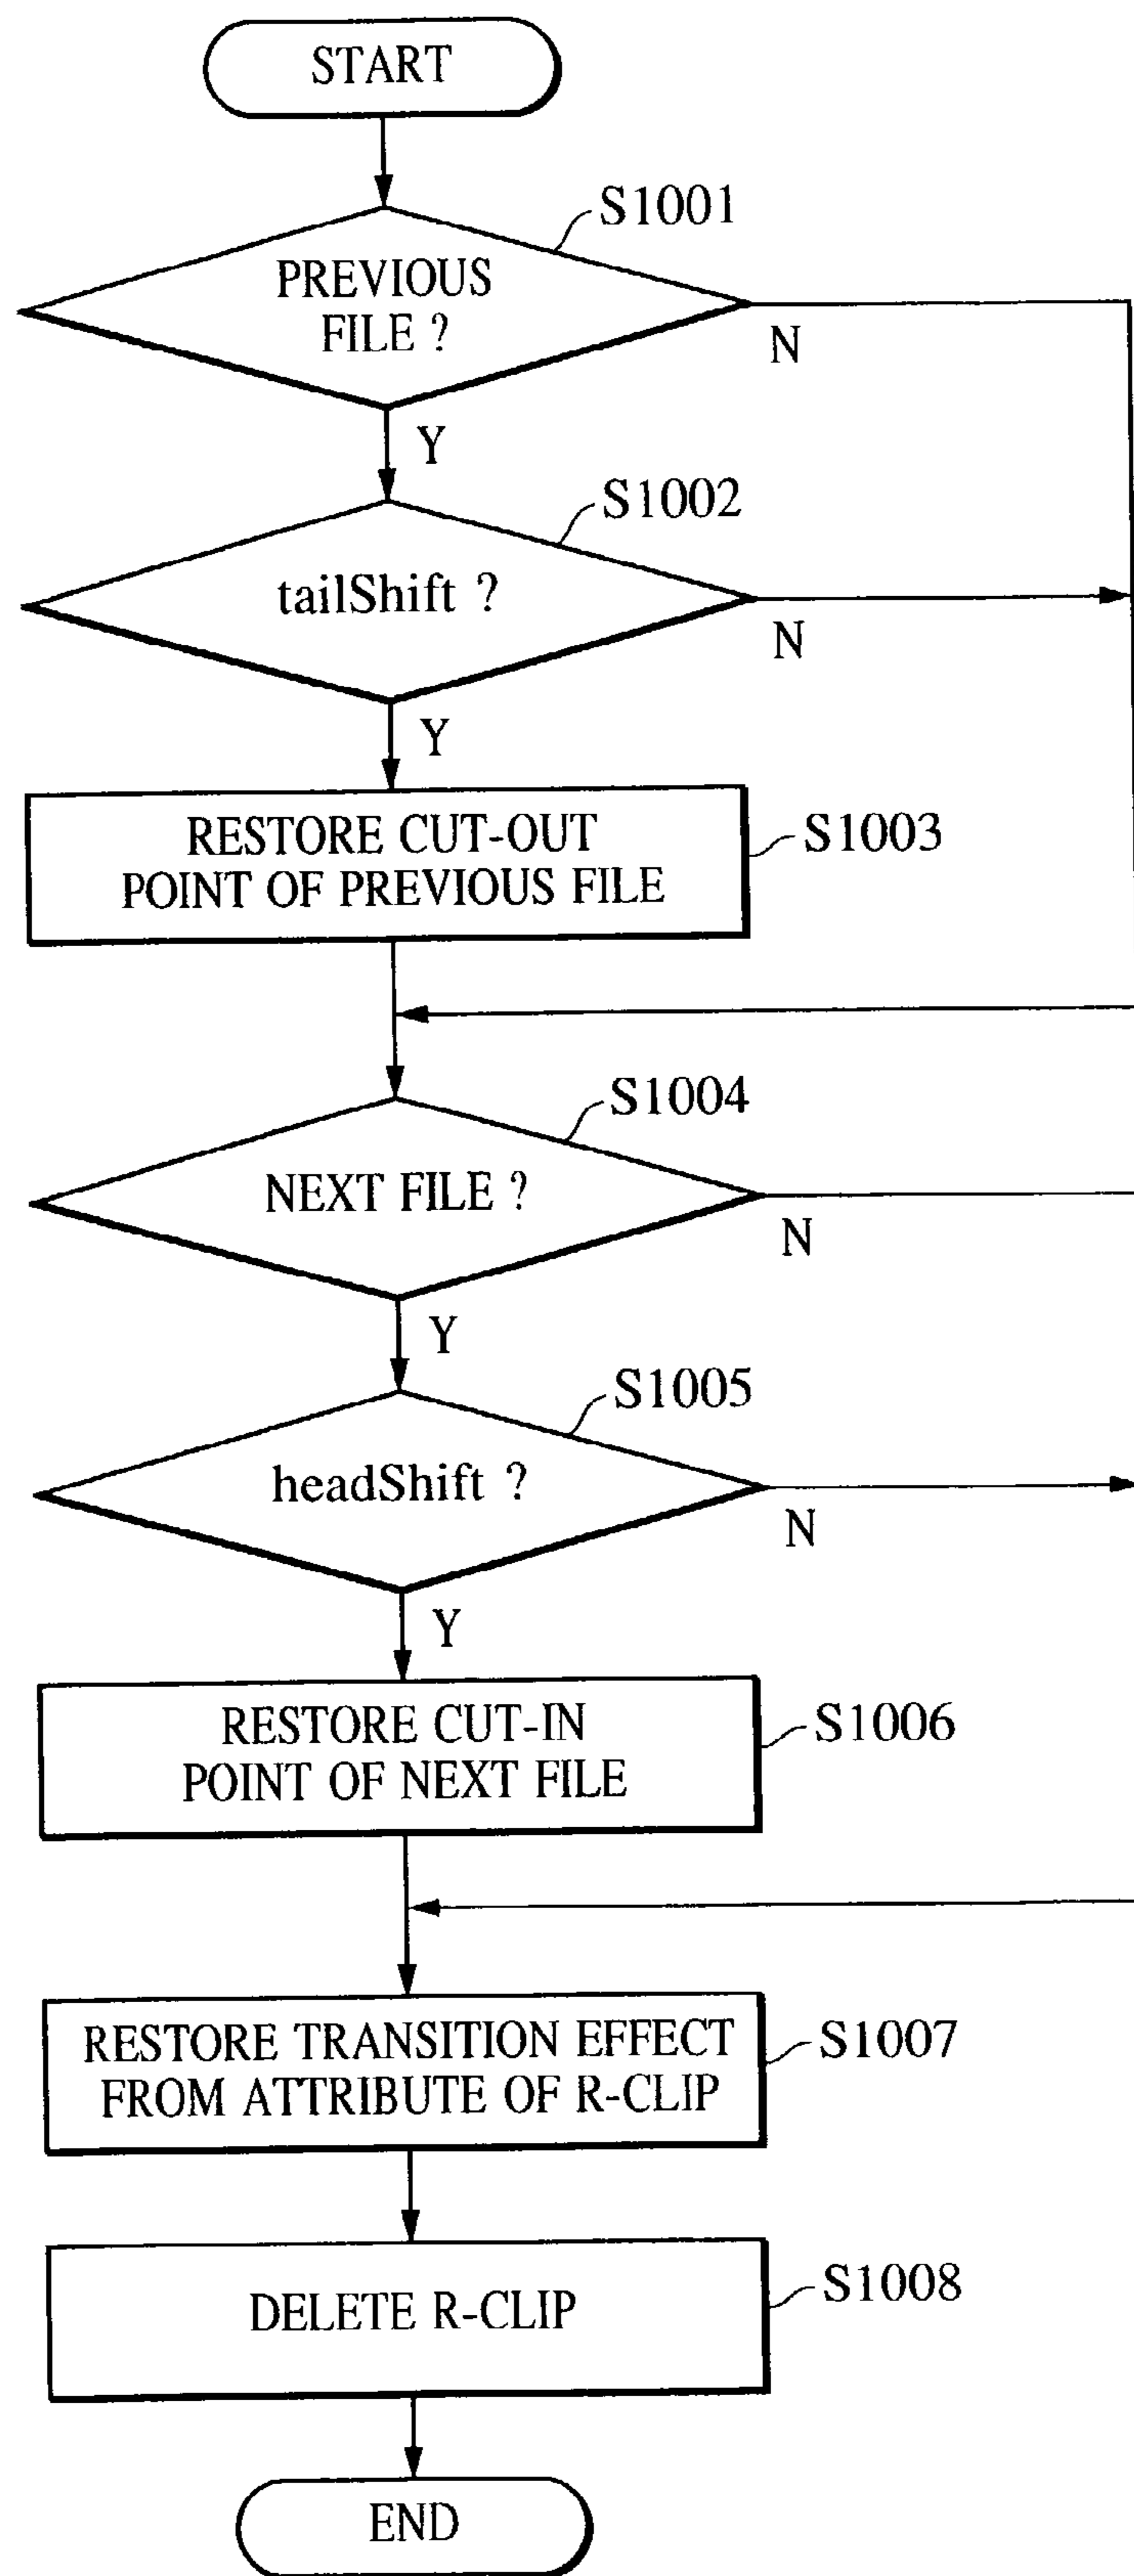 START
S1001
PREVIOUS
FILE ?
N
Y
S1002
tailShift ?
N
Y
RESTORE CUT-OUT
POINT OF PREVIOUS FILE
S1003
S1004
NEXT FILE ?
N
Y
S1005
headShift ?
N
Y
RESTORE CUT-IN
POINT OF NEXT FILE
S1006
RESTORE TRANSITION EFFECT
FROM ATTRIBUTE OF R-CLIP
S1007
DELETE R-CLIP
S1008
END